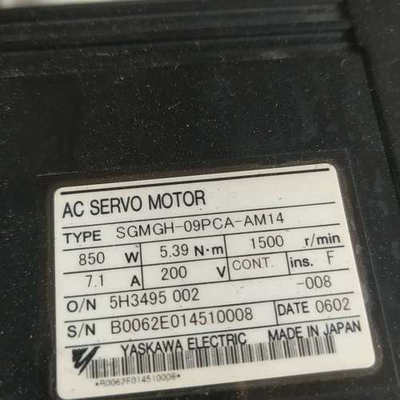 AC SERVO MOTOR
TYPE SGMGH-09PCA-AM14
850 W 5.39 N·m 1500 r/min
7.1 A 200 V CONT. ins. F
O/N 5H3495 002 -008
S/N B0062E014510008 DATE 0602
YASKAWA ELECTRIC MADE IN JAPAN
*B0062E014510008*